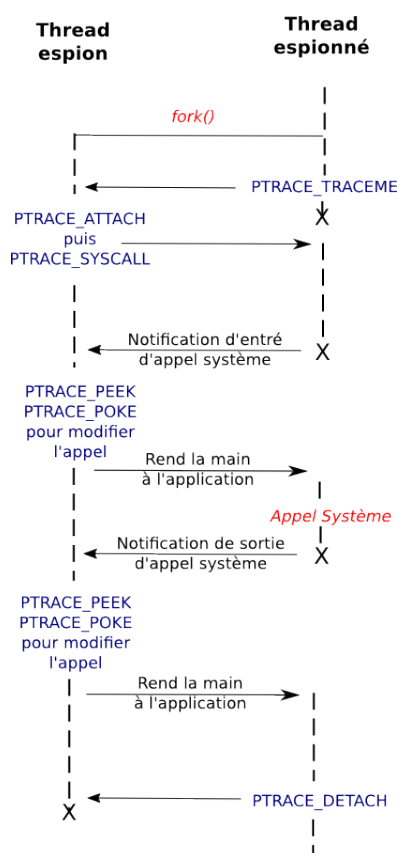 Thread
espion
Thread
espionné
fork()
PTRACE_TRACEME
X
PTRACE_ATTACH
puis
PTRACE_SYSCALL
Notification d'entré
d'appel système
X
PTRACE_PEEK
PTRACE_POKE
pour modifier
l'appel
Rend la main
à l'application
Appel Système
Notification de sortie
d'appel système
X
PTRACE_PEEK
PTRACE_POKE
pour modifier
l'appel
Rend la main
à l'application
PTRACE_DETACH
X